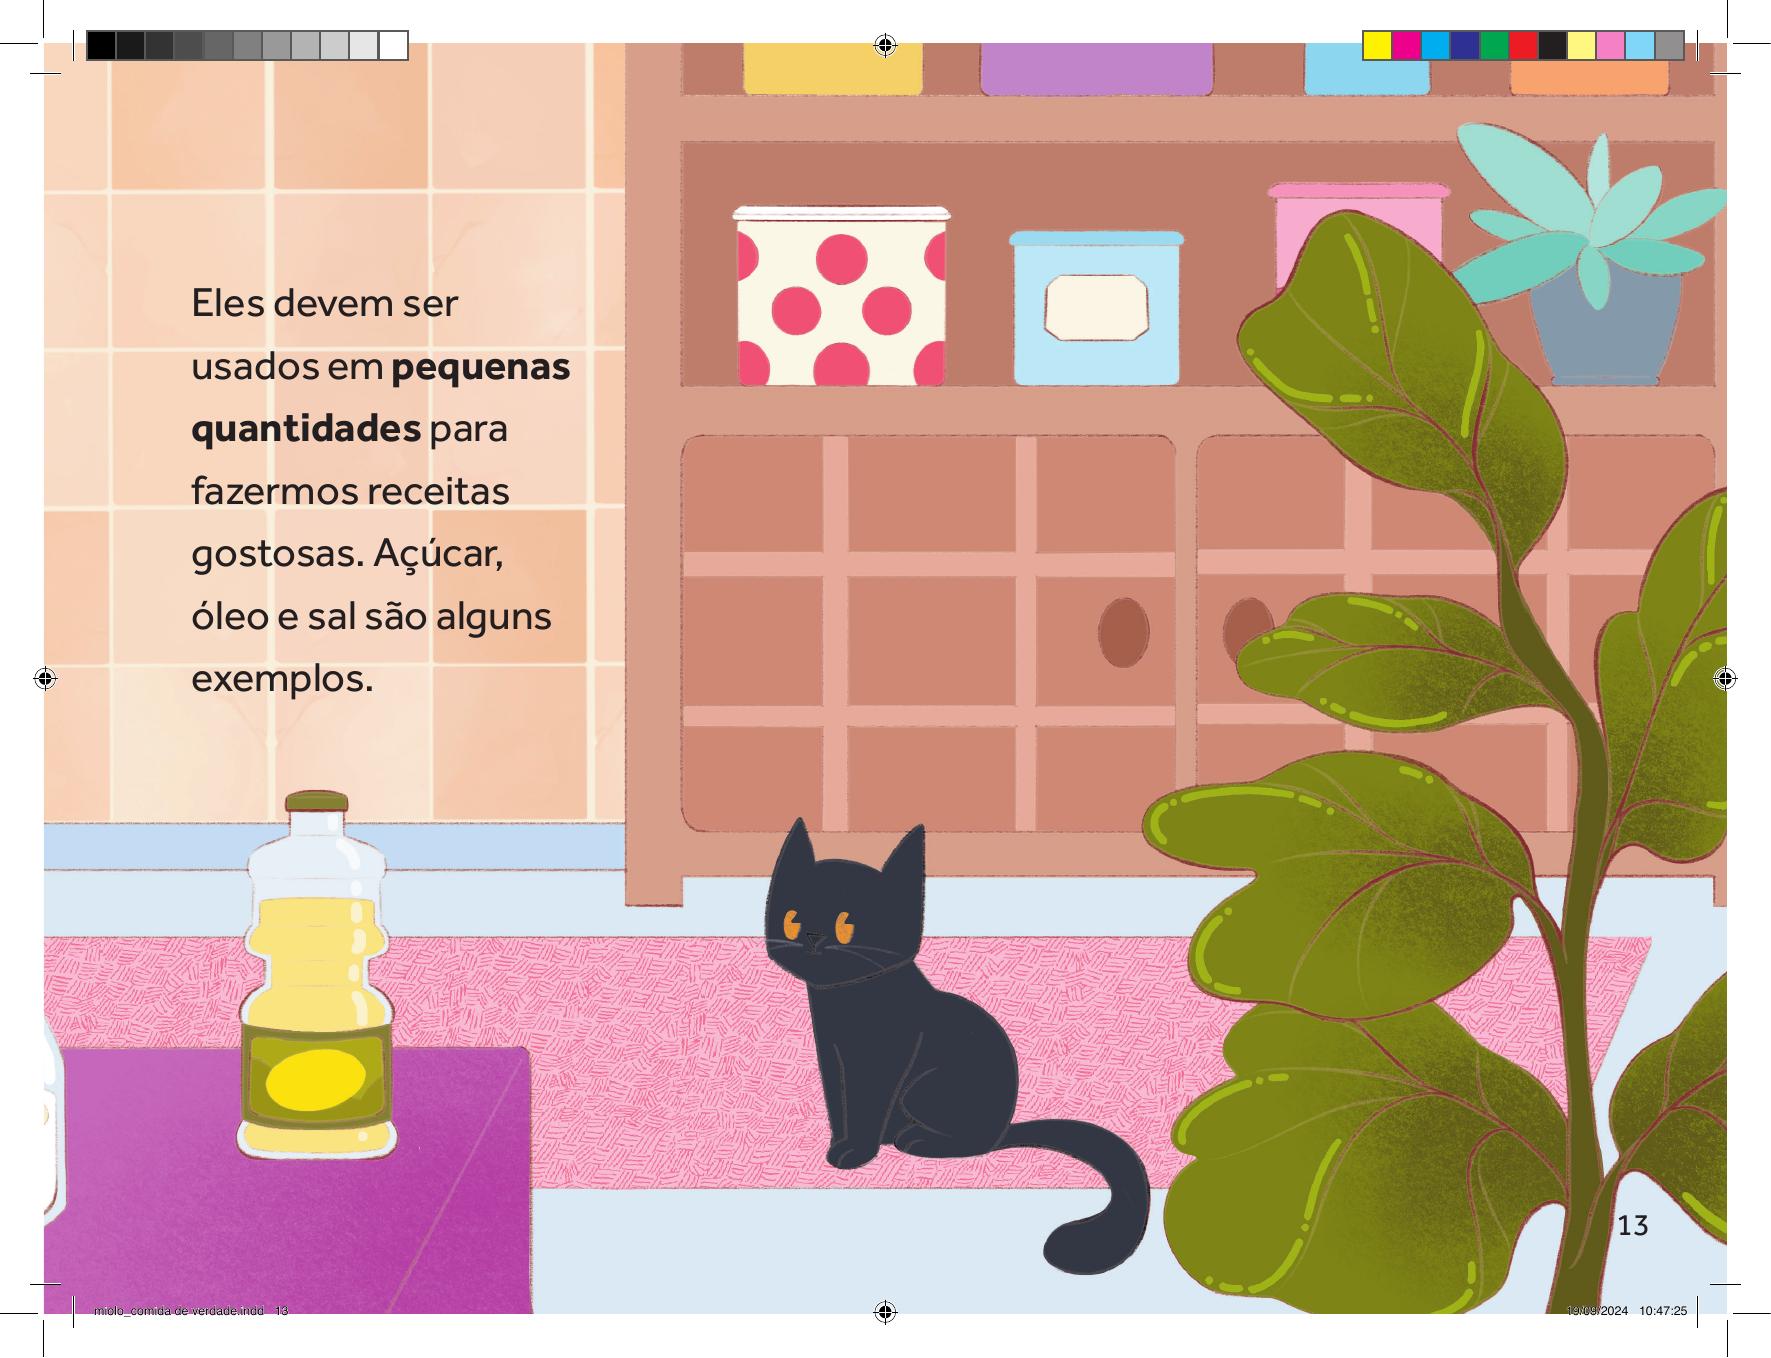 Eles devem ser
usados em pequenas
quantidades para
fazermos receitas
gostosas. Açúcar,
óleo e sal são alguns
exemplos.
13
miolo_comida de verdade.indd   13
19/09/2024   10:47:25